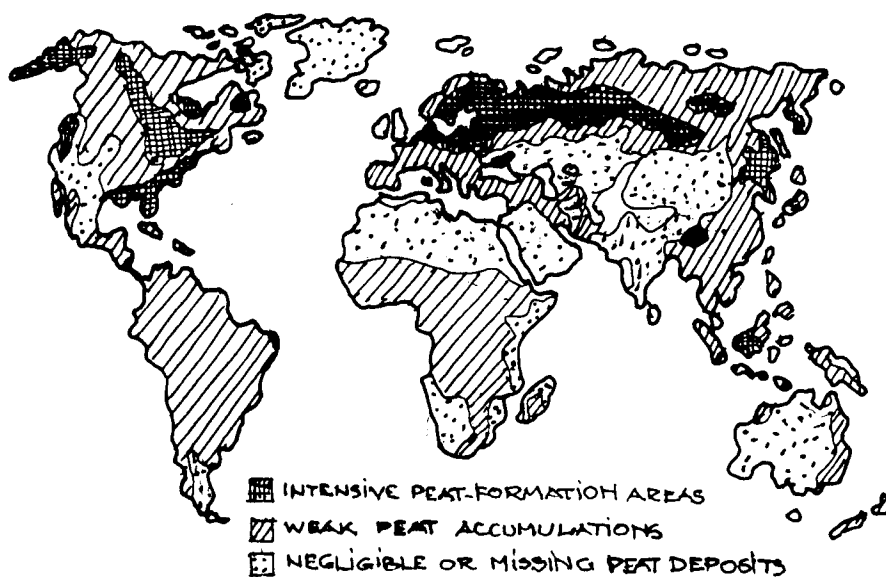 INTENSIVE PEAT-FORMATION AREAS
WEAK PEAT ACCUMULATIONS
NEGLIGIBLE OR MISSING PEAT DEPOSITS